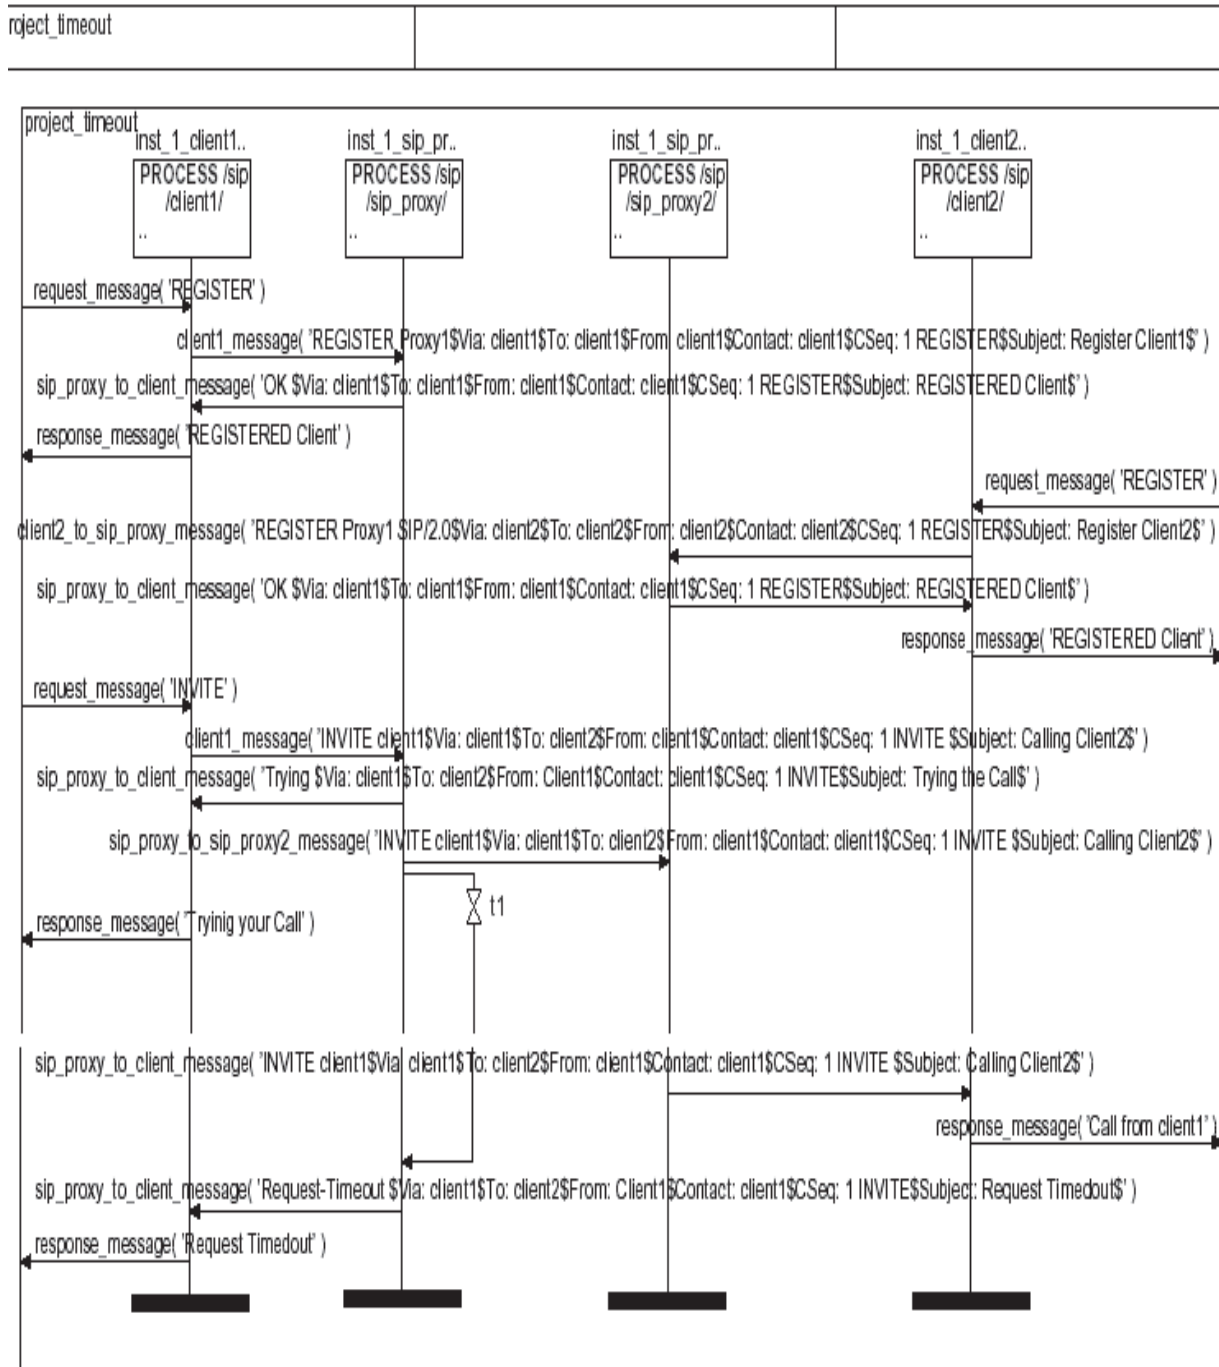 roject_timeout
project_timeout
inst_1_client1.. inst_1_sip_pr.. inst_1_sip_pr.. inst_1_client2..
PROCESS /sip PROCESS /sip PROCESS /sip PROCESS /sip
/client1/ /sip_proxy/ /sip_proxy2/ /client2/
.. .. .. ..
request_message( 'REGISTER' )
client1_message( 'REGISTER Proxy1$Via: client1$To: client1$From: client1$Contact: client1$CSeq: 1 REGISTER$Subject: Register Client1$' )
sip_proxy_to_client_message( 'OK $Via: client1$To: client1$From: client1$Contact: client1$CSeq: 1 REGISTER$Subject: REGISTERED Client$' )
response_message( 'REGISTERED Client' )
request_message( 'REGISTER' )
client2_to_sip_proxy_message( 'REGISTER Proxy1 SIP/2.0$Via: client2$To: client2$From: client2$Contact: client2$CSeq: 1 REGISTER$Subject: Register Client2$' )
sip_proxy_to_client_message( 'OK $Via: client1$To: client1$From: client1$Contact: client1$CSeq: 1 REGISTER$Subject: REGISTERED Client$' )
response_message( 'REGISTERED Client' )
request_message( 'INVITE' )
client1_message( 'INVITE client1$Via: client1$To: client2$From: client1$Contact: client1$CSeq: 1 INVITE $Subject: Calling Client2$' )
sip_proxy_to_client_message( 'Trying $Via: client1$To: client2$From: Client1$Contact: client1$CSeq: 1 INVITE$Subject: Trying the Call$' )
sip_proxy_to_sip_proxy2_message( 'INVITE client1$Via: client1$To: client2$From: client1$Contact: client1$CSeq: 1 INVITE $Subject: Calling Client2$' )
t1
response_message( 'Tryinig your Call' )
sip_proxy_to_client_message( 'INVITE client1$Via: client1$To: client2$From: client1$Contact: client1$CSeq: 1 INVITE $Subject: Calling Client2$' )
response_message( 'Call from client1' )
sip_proxy_to_client_message( 'Request-Timeout $Via: client1$To: client2$From: Client1$Contact: client1$CSeq: 1 INVITE$Subject: Request Timedout$' )
response_message( 'Request Timedout' )